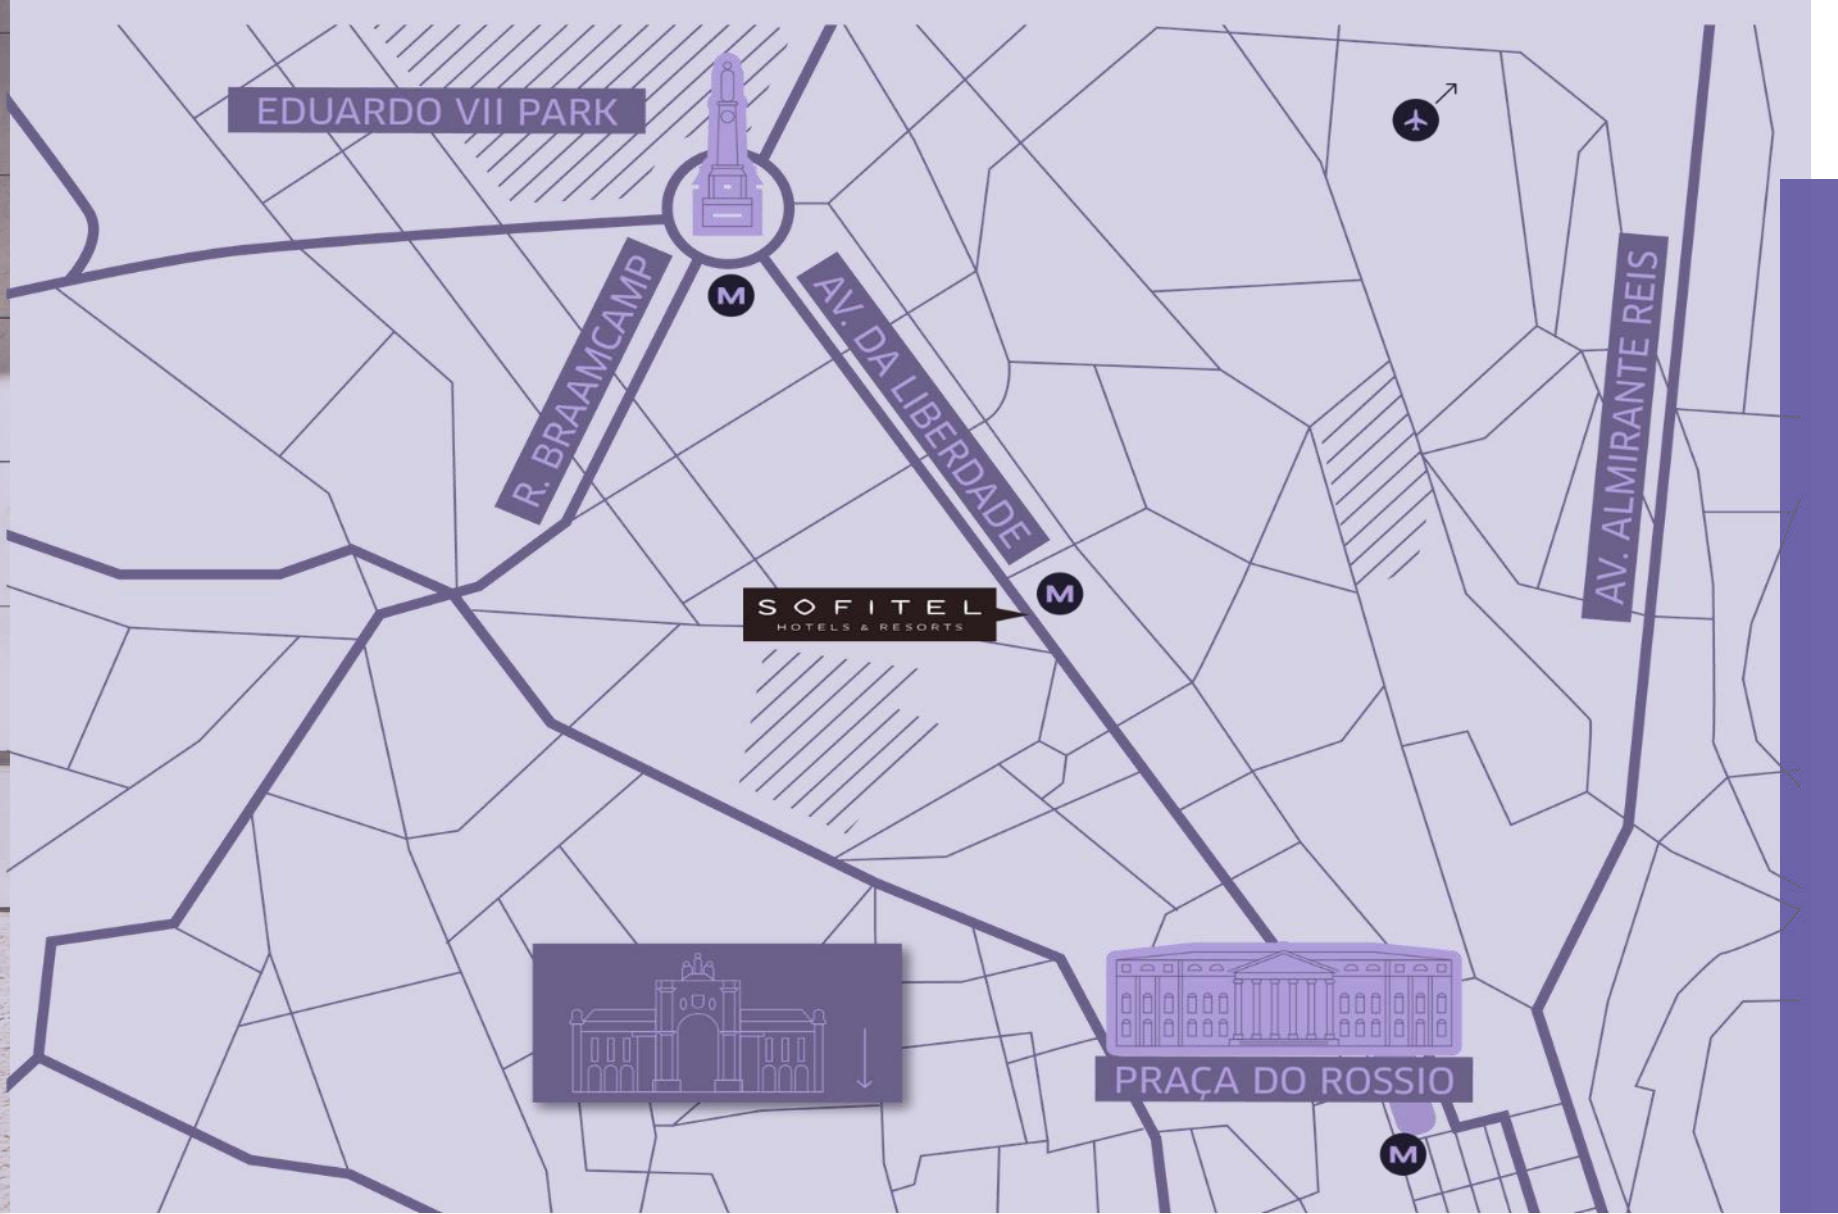 EDUARDO VII PARK
R. BRAAMCAMP
M
AV. DA LIBERDADE
AV. ALMIRANTE REIS
SOFITEL
HOTELS & RESORTS
M
PRAÇA DO ROSSIO
M